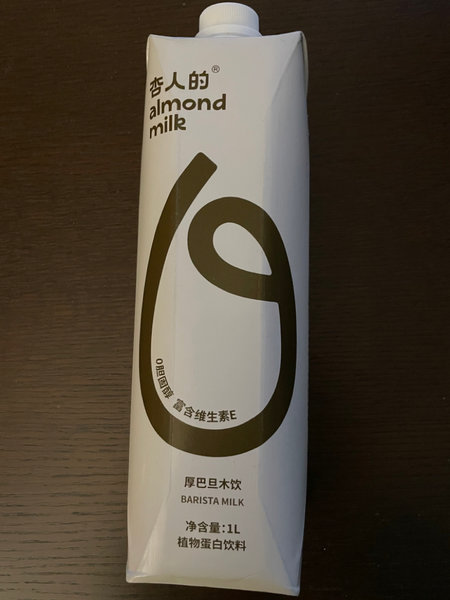 杏人的®
almond
milk
0胆固醇 富含维生素E
厚巴旦木饮
BARISTA MILK
净含量:1L
植物蛋白饮料